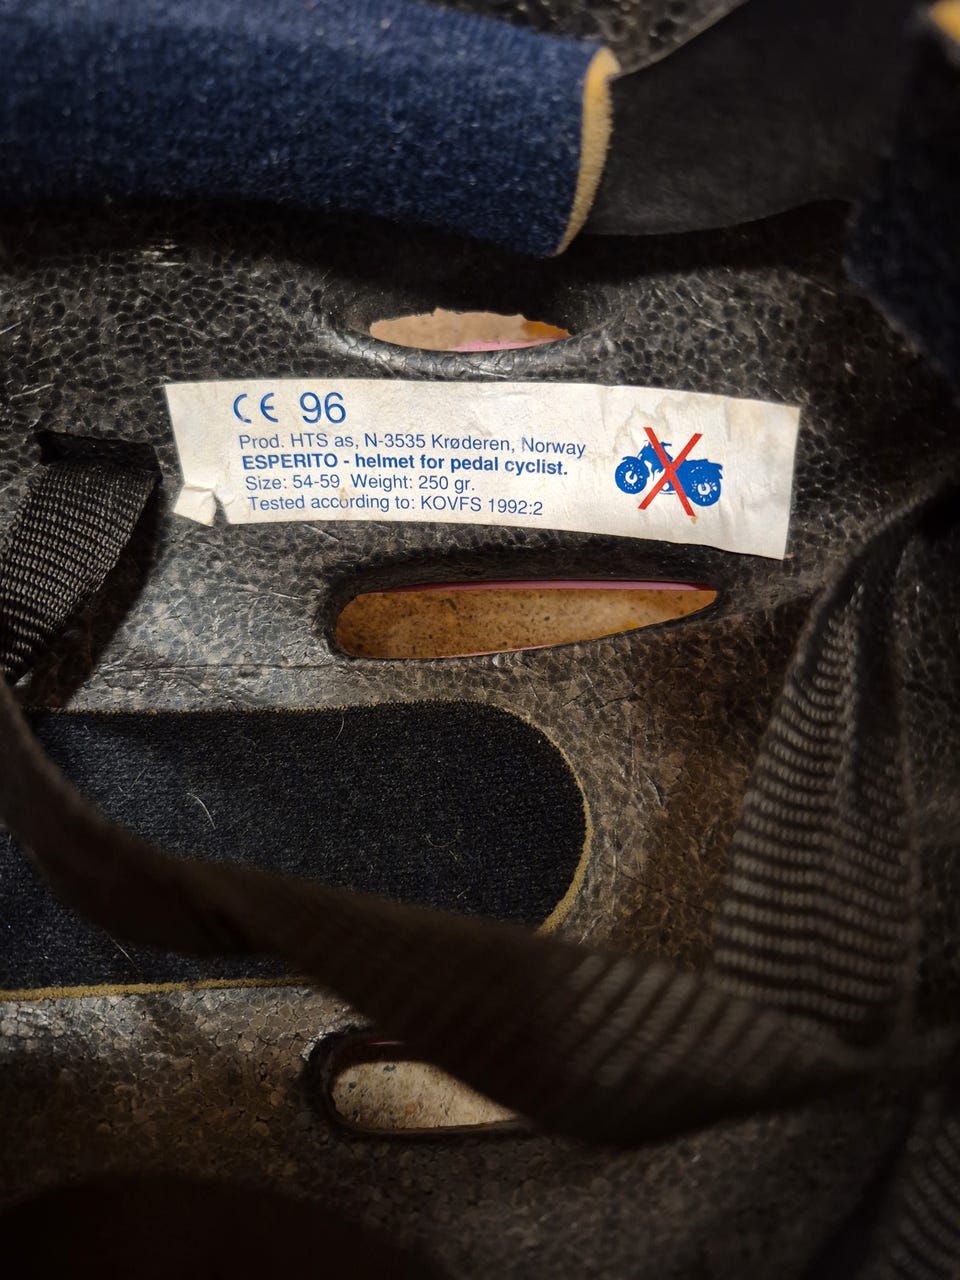 CE 96
Prod. HTS as, N-3535 Krøderen, Norway
ESPERITO - helmet for pedal cyclist.
Size: 54-59 Weight: 250 gr.
Tested according to: KOVFS 1992:2